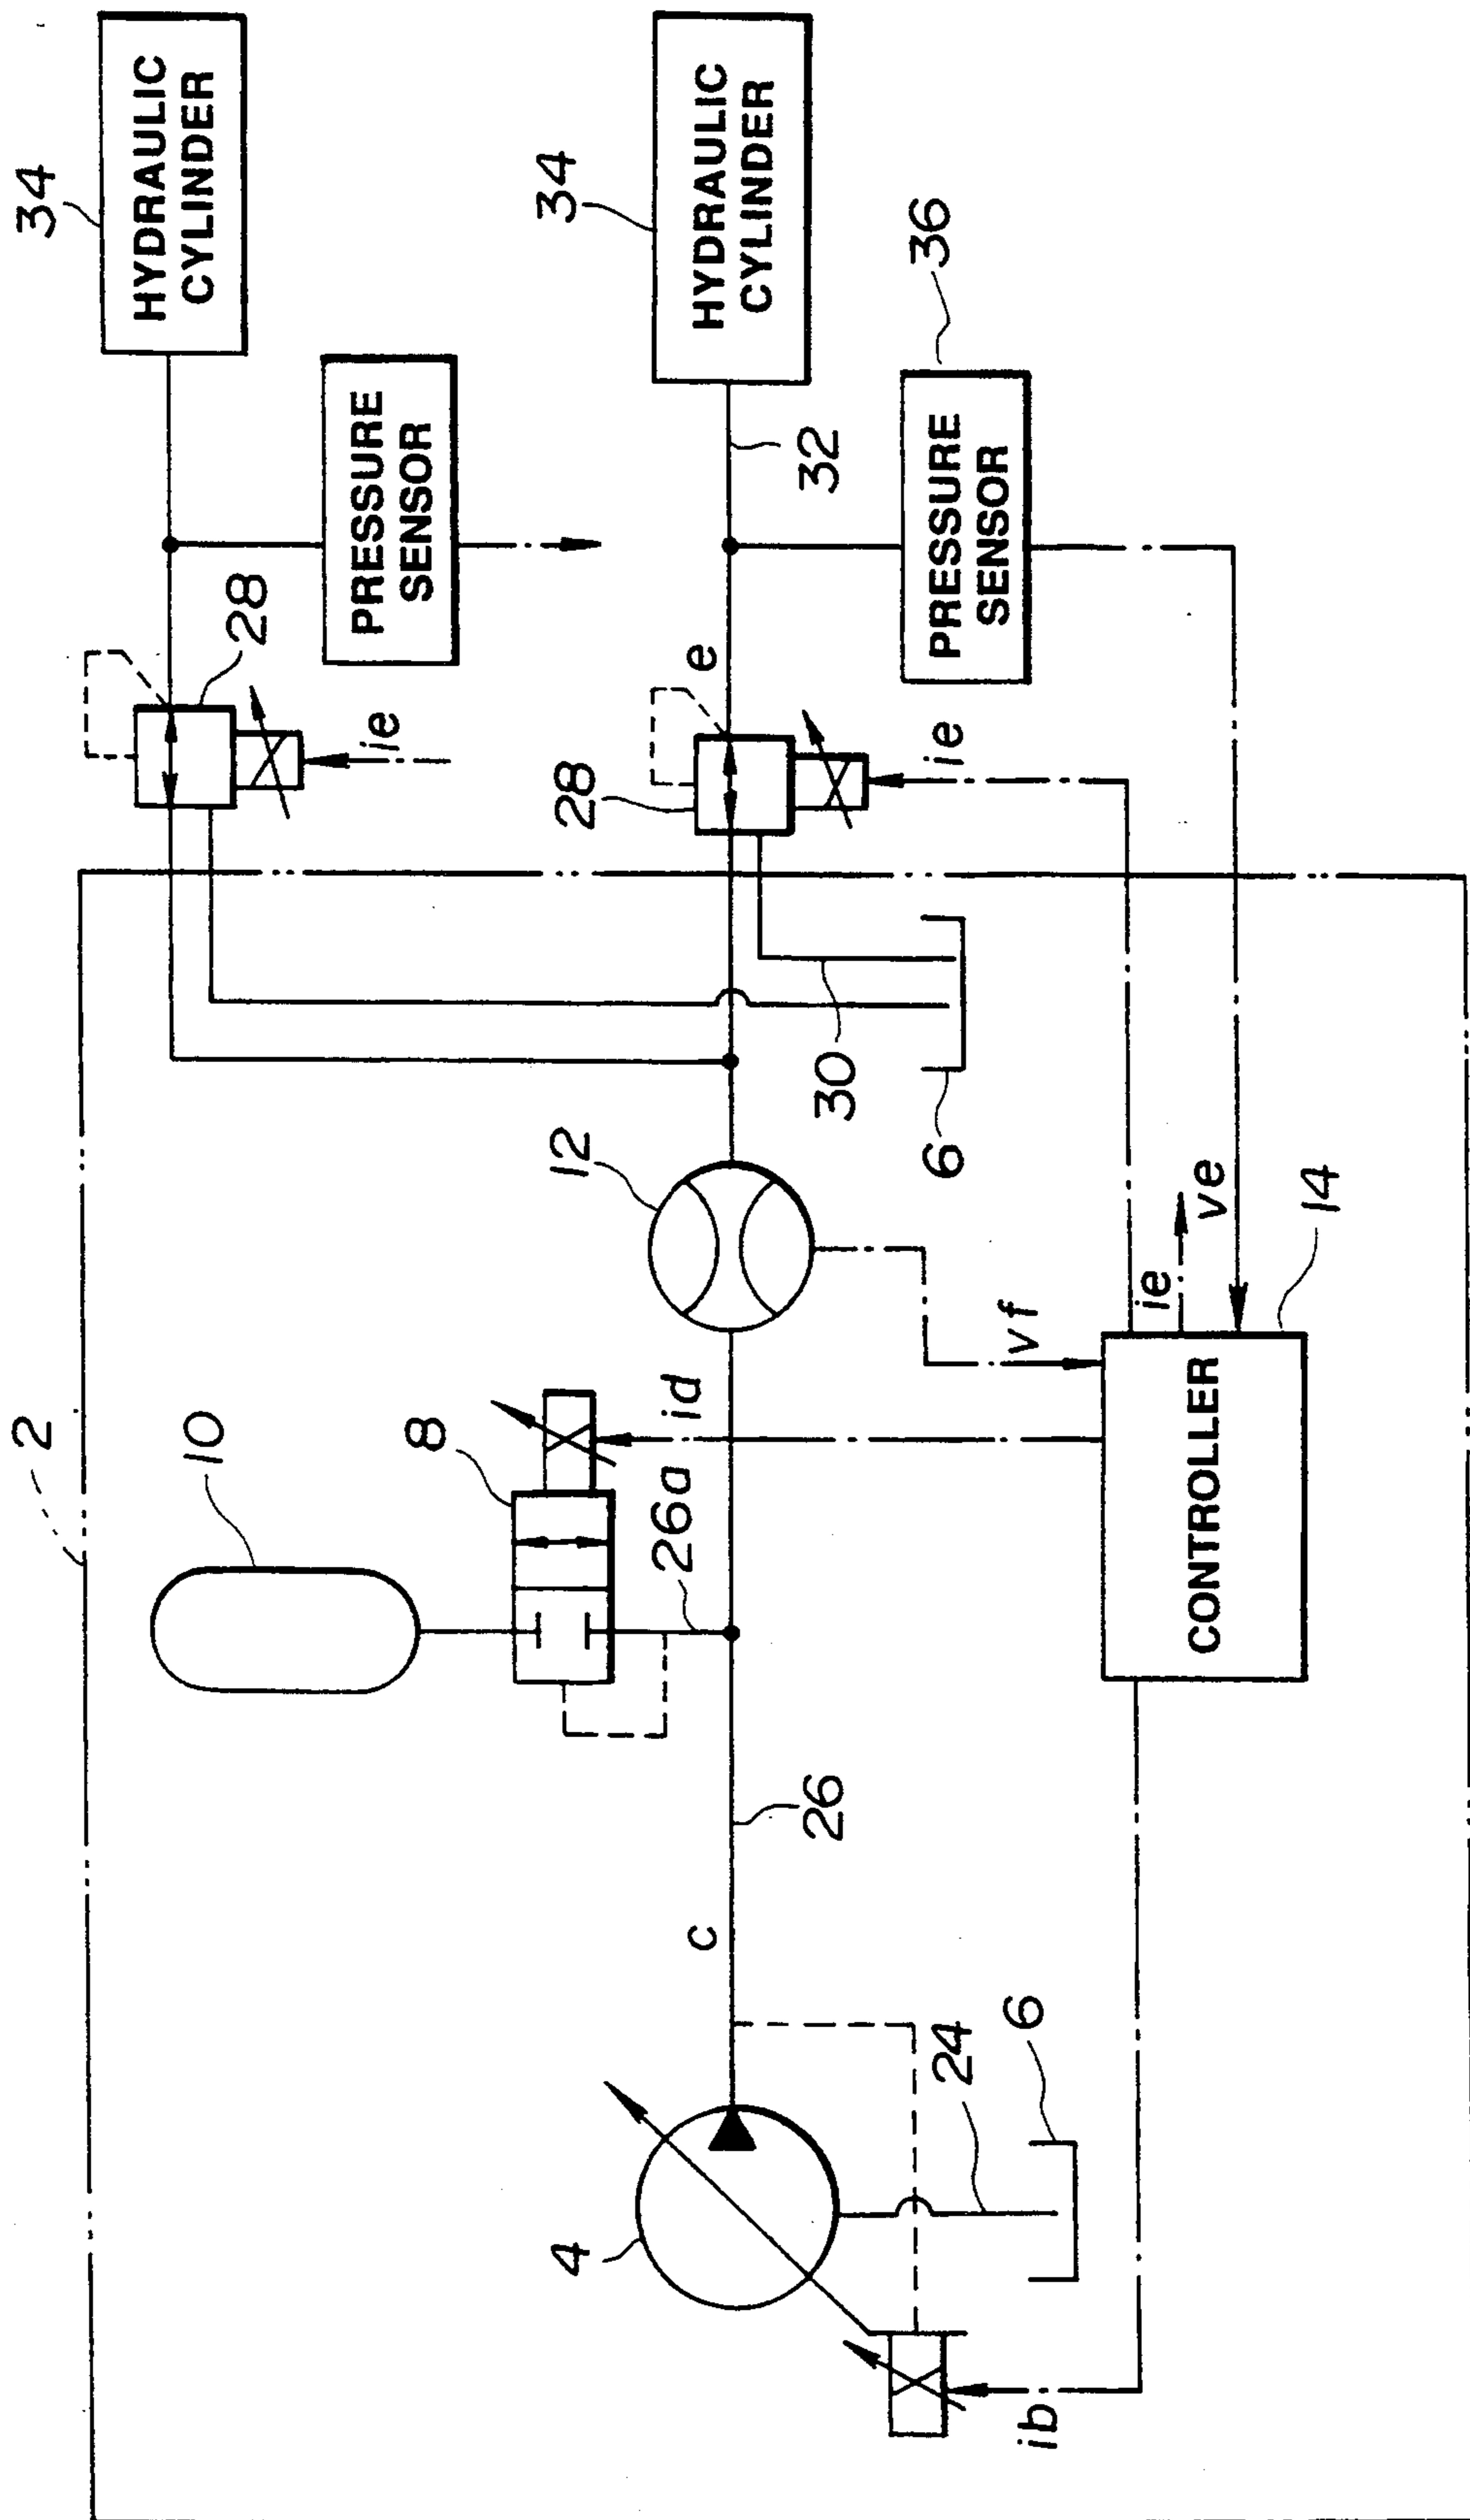 34
HYDRAULIC
CYLINDER
28
ie
PRESSURE
SENSOR
2
10
8
id
26a
12
vf
28
e
ie
34
HYDRAULIC
CYLINDER
32
36
PRESSURE
SENSOR
30
6
4
c
26
24
6
ib
CONTROLLER
14
ie
ve